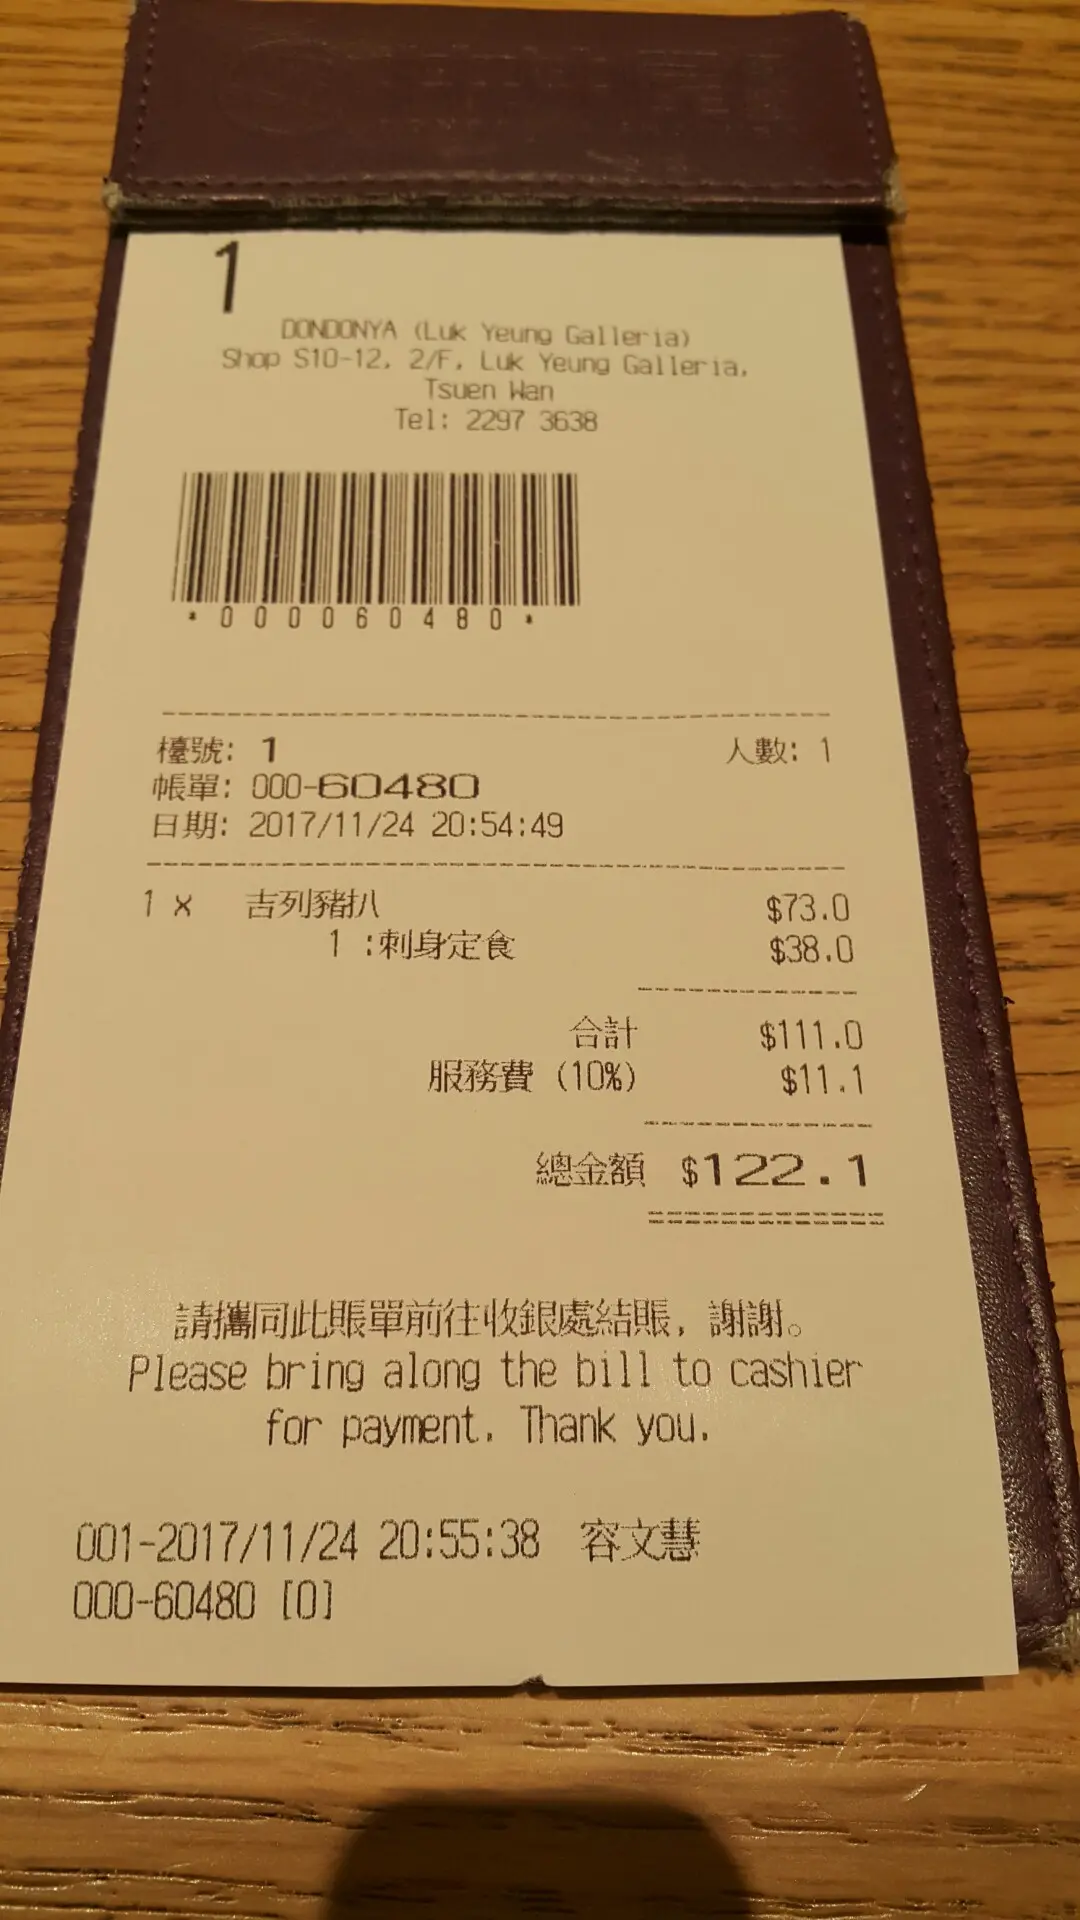 1
DONDONYA (Luk Yeung Galleria)
Shop S10-12, 2/F, Luk Yeung Galleria,
Tsuen Wan
Tel: 2297 3638
*000060480*
檯號: 1 人數: 1
帳單: 000-60480
日期: 2017/11/24 20:54:49
1 x 吉列豬扒 $73.0
1 :刺身定食 $38.0
合計 $111.0
服務費 (10%) $11.1
總金額 $122.1
請攜同此賬單前往收銀處結賬, 謝謝。
Please bring along the bill to cashier
for payment. Thank you.
001-2017/11/24 20:55:38 容文慧
000-60480 [0]